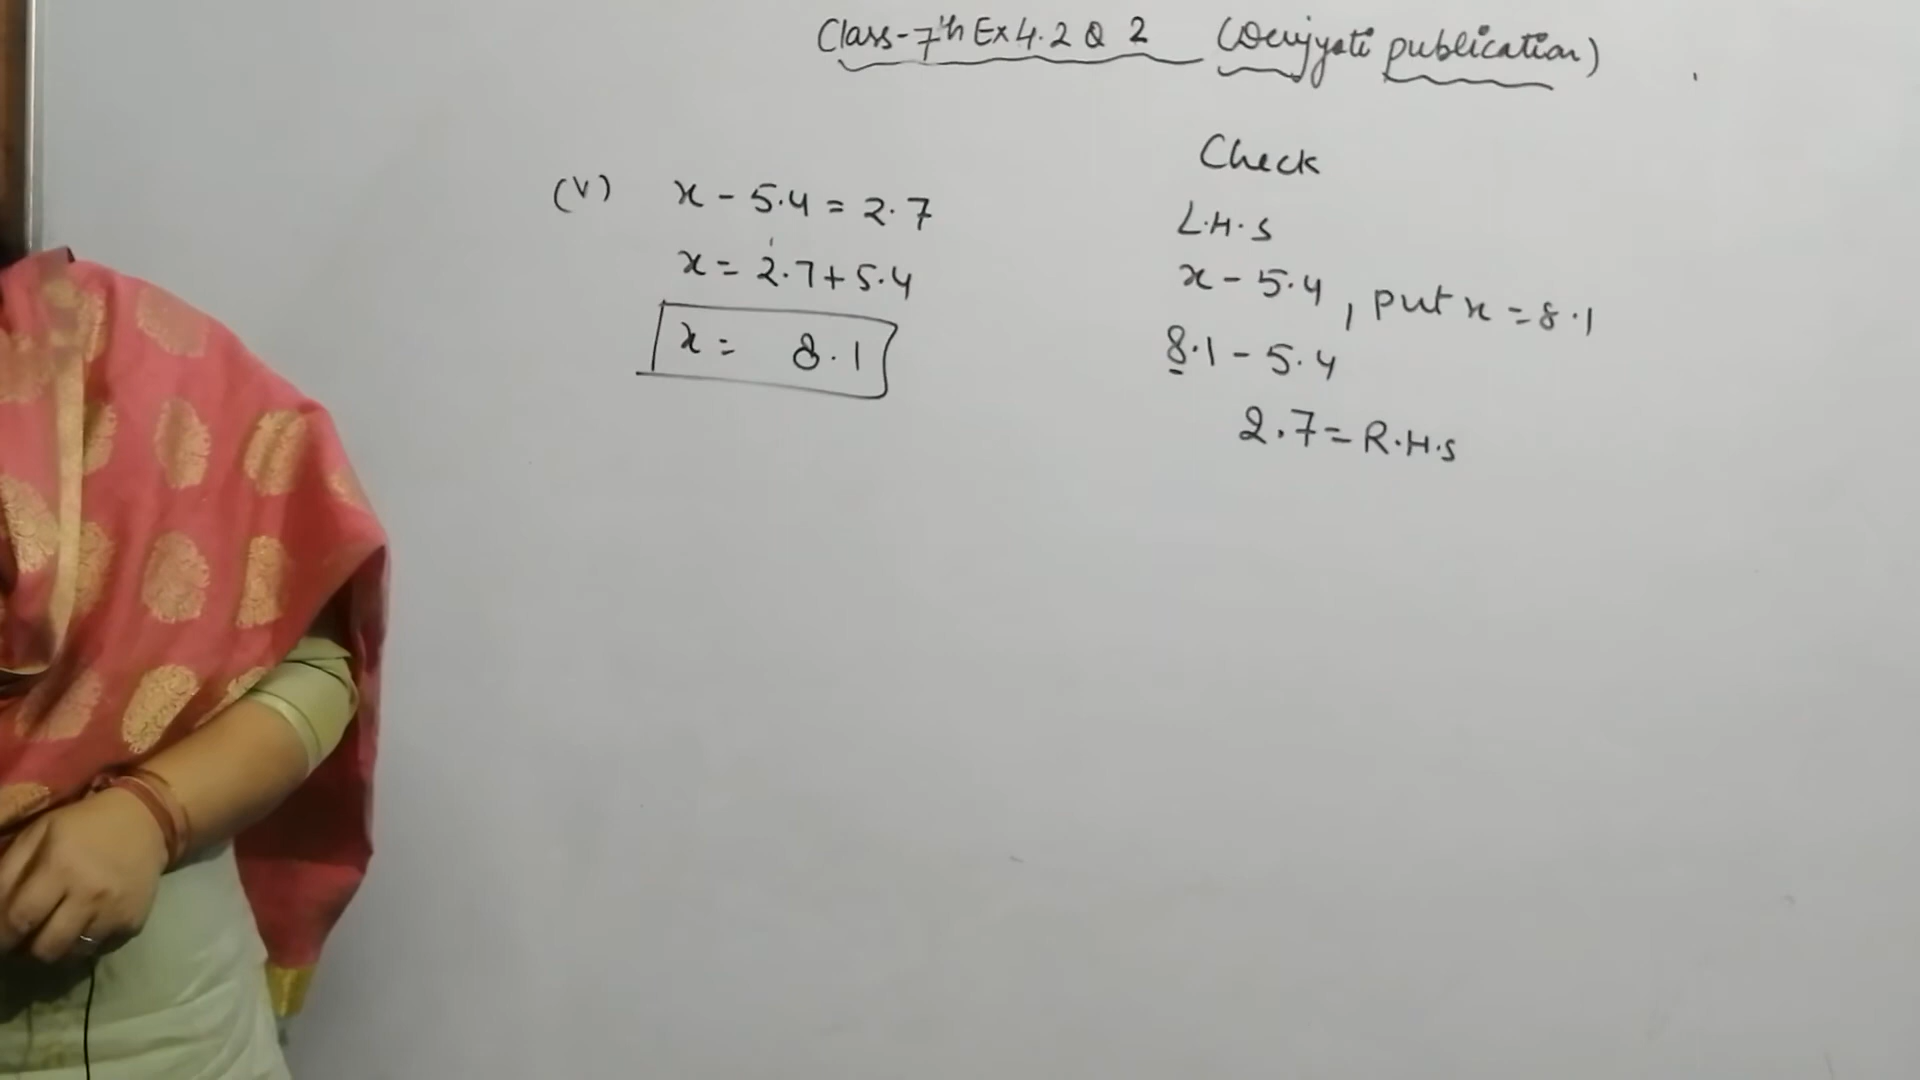 Class-7th Ex 4.2 Q 2 (Devjyoti publication)
(V) x - 5.4 = 2.7
x = 2.7 + 5.4
x = 8.1
Check
L.H.S
x - 5.4, put x = 8.1
8.1 - 5.4
2.7 = R.H.S